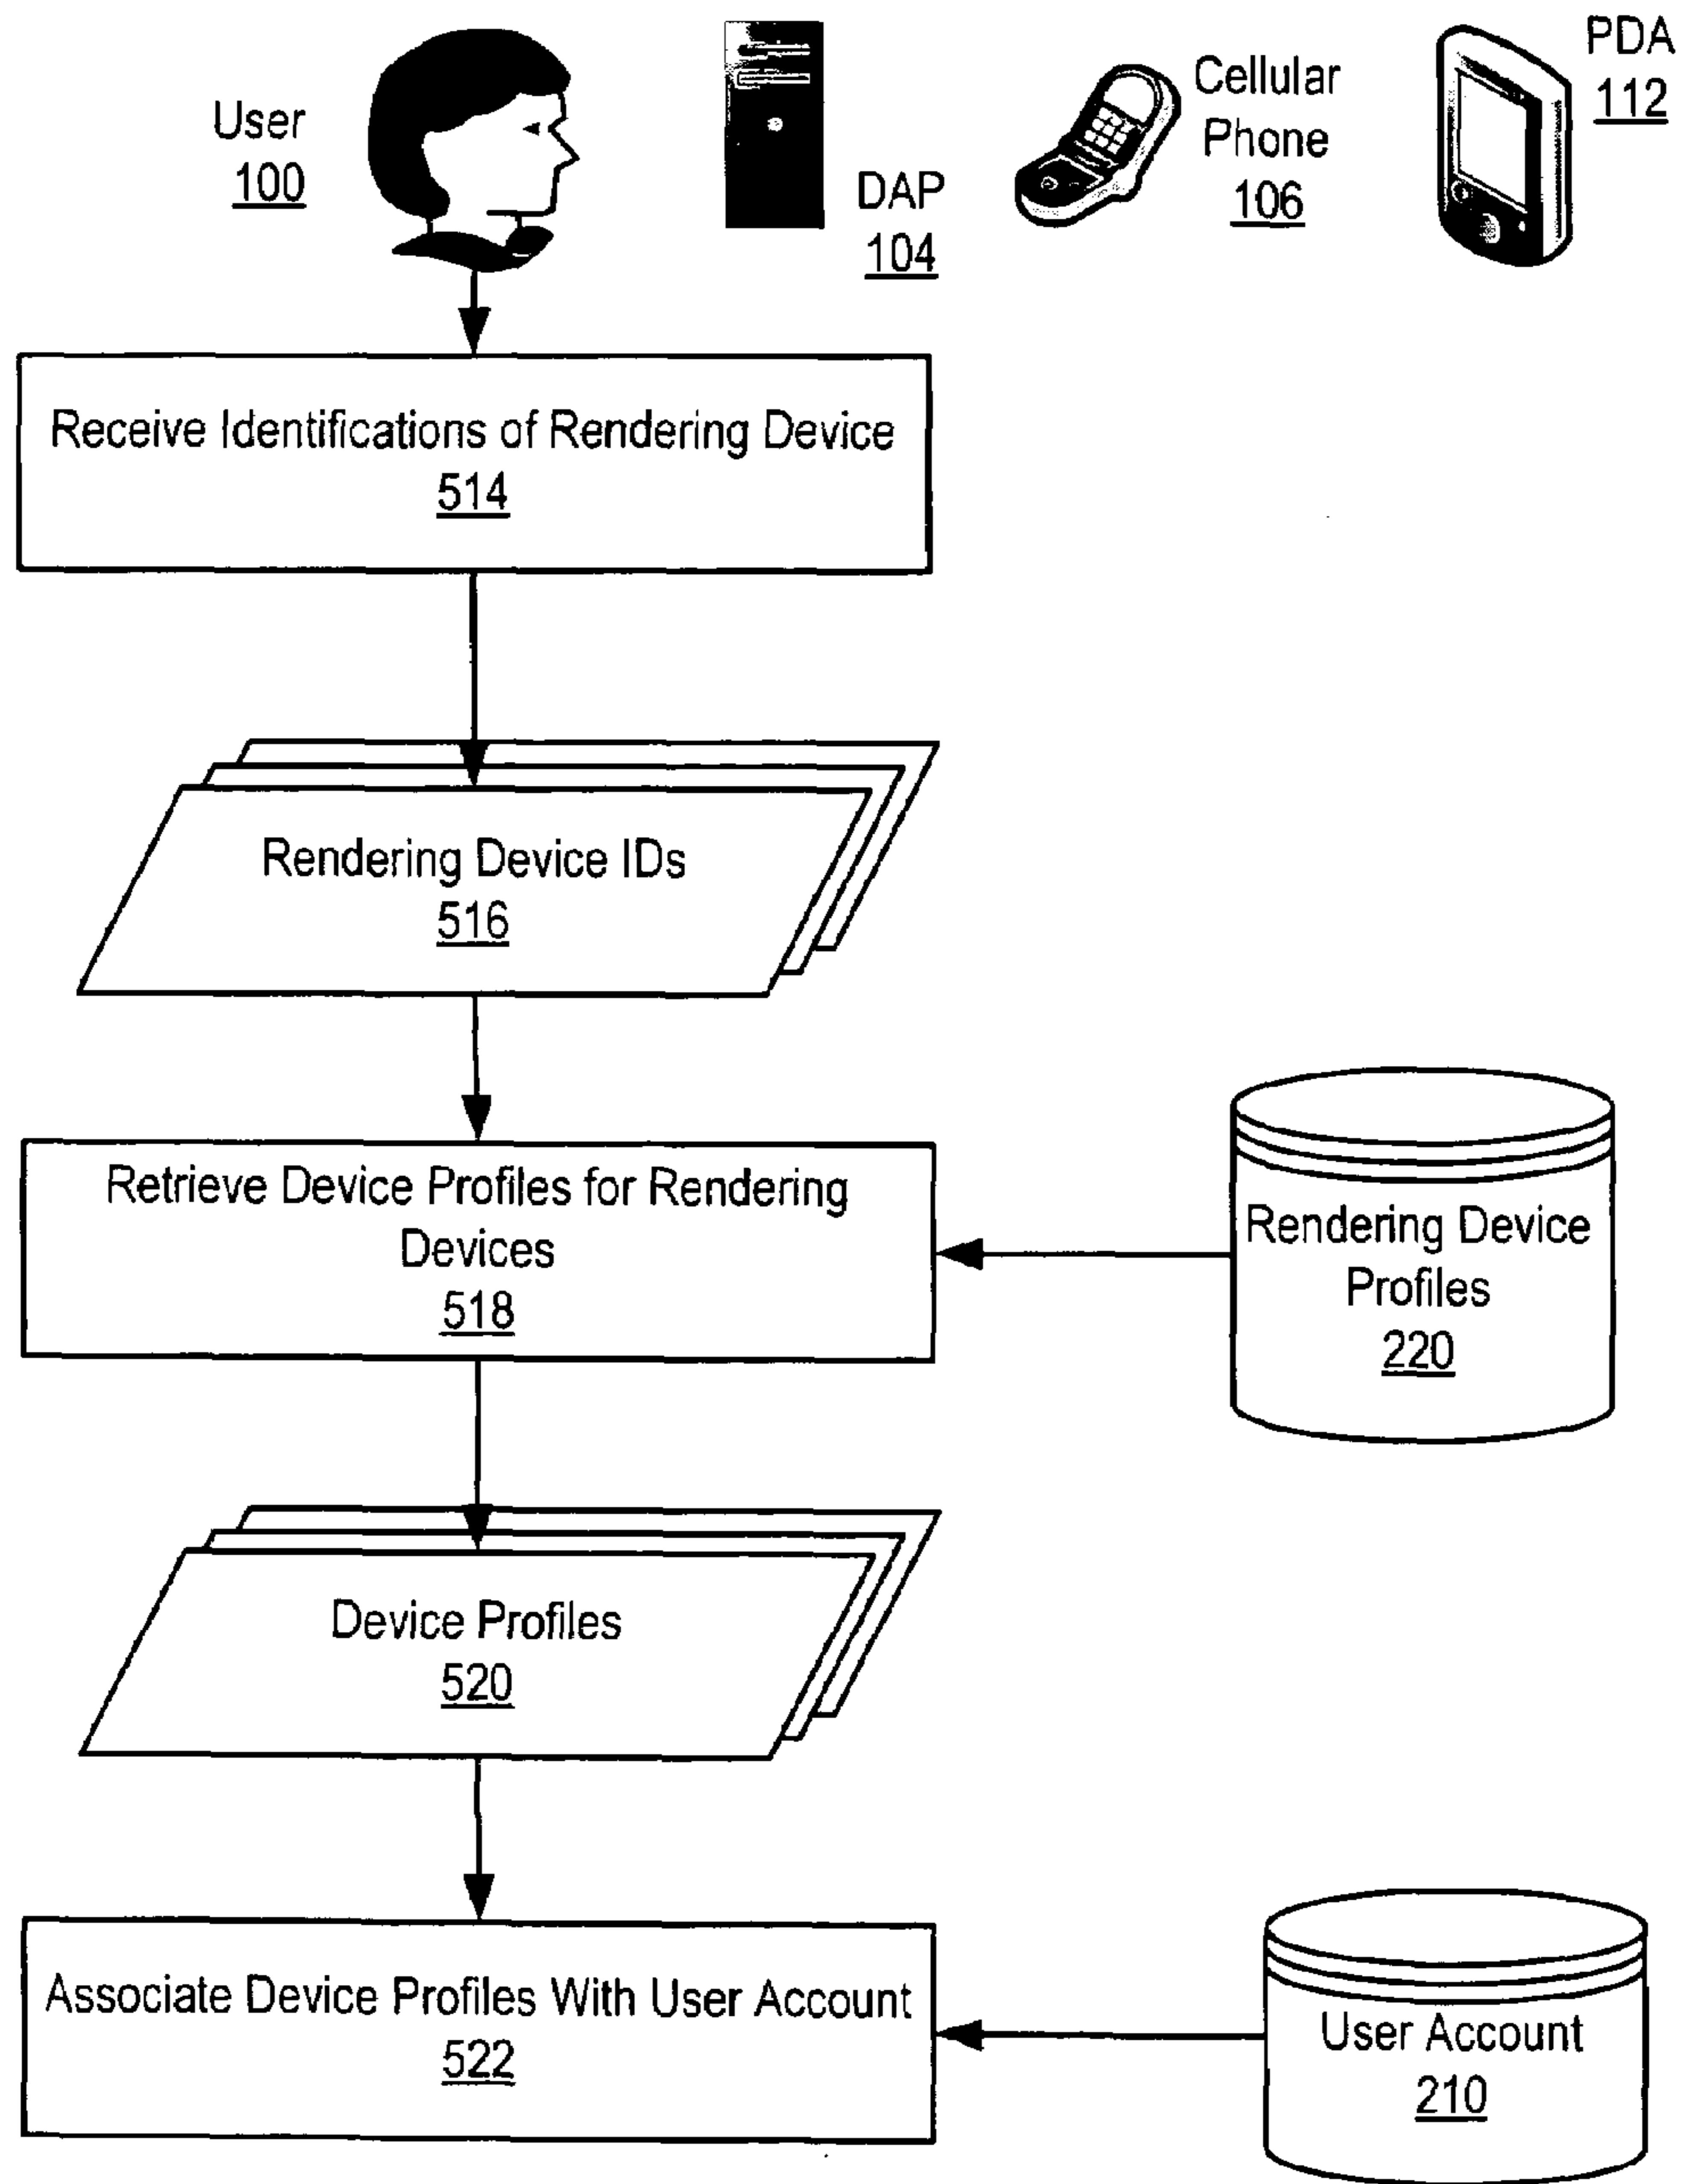 User
100
DAP
104
Cellular
Phone
106
PDA
112
Receive Identifications of Rendering Device
514
Rendering Device IDs
516
Retrieve Device Profiles for Rendering
Devices
518
Rendering Device
Profiles
220
Device Profiles
520
Associate Device Profiles With User Account
522
User Account
210